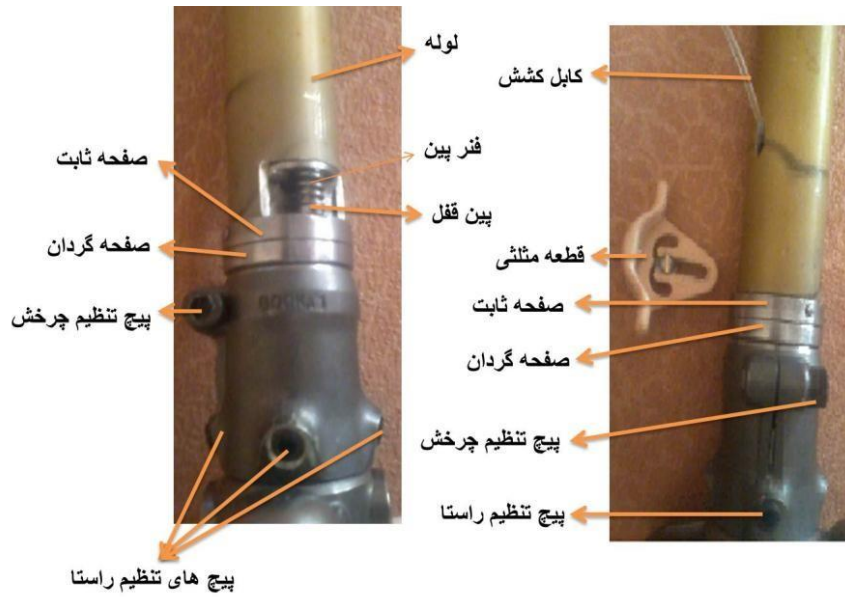 لوله
کابل کشش
فنر پین
صفحه ثابت
پین قفل
صفحه گردان
قطعه مثلثی
پیچ تنظیم چرخش
صفحه ثابت
صفحه گردان
پیچ تنظیم چرخش
پیچ تنظیم راستا
پیچ های تنظیم راستا